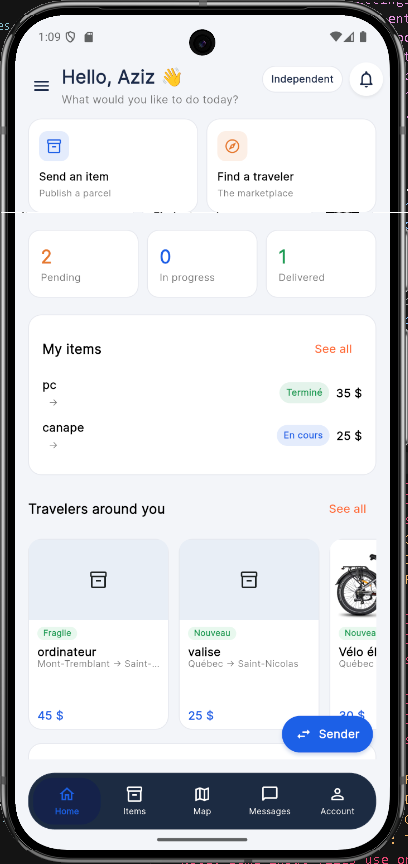 1:09
Hello, Aziz 👋
Independent
What would you like to do today?
Send an item
Publish a parcel
Find a traveler
The marketplace
2
Pending
0
In progress
1
Delivered
My items
See all
pc
→
Terminé
35 $
canape
→
En cours
25 $
Travelers around you
See all
Fragile
ordinateur
Mont-Tremblant → Saint-...
45 $
Nouveau
valise
Québec → Saint-Nicolas
25 $
Nouvea
Vélo él
Québec
30 $
Sender
Home
Items
Map
Messages
Account